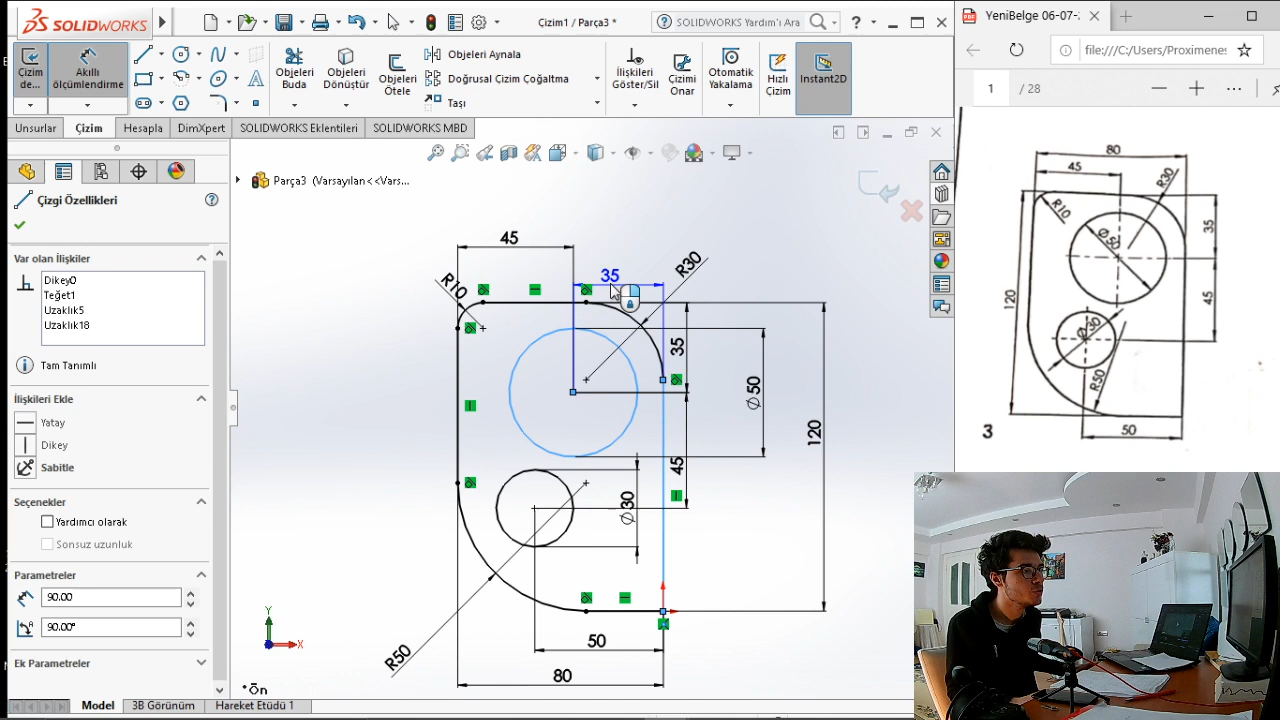 SOLIDWORKS
Çizim1 / Parça3 *
SOLIDWORKS Yardım'ı Ara
?
YeniBelge 06-07-2
file:///C:/Users/Proximenes
1 / 28
Çizim
de...
Akıllı
ölçümlendirme
Objeleri
Buda
Objeleri
Dönüştür
Objeleri
Ötele
Objeleri Aynala
Doğrusal Çizim Çoğaltma
Taşı
İlişkileri
Göster/Sil
Çizimi
Onar
Otomatik
Yakalama
Hızlı
Çizim
Instant2D
Unsurlar
Çizim
Hesapla
DimXpert
SOLIDWORKS Eklentileri
SOLIDWORKS MBD
Parça3 (Varsayılan<<Vars...
Çizgi Özellikleri
Var olan İlişkiler
Dikey0
Teğet1
Uzaklık5
Uzaklık18
Tam Tanımlı
İlişkileri Ekle
Yatay
Dikey
Sabitle
Seçenekler
Yardımcı olarak
Sonsuz uzunluk
Parametreler
90.00
90.00°
Ek Parametreler
45
35
R30
R10
35
Ø50
120
45
Ø30
50
R50
80
Y
X
*Ön
80
45
R30
R10
Ø50
35
120
45
Ø30
R50
50
3
Model
3B Görünüm
Hareket Etüdü 1